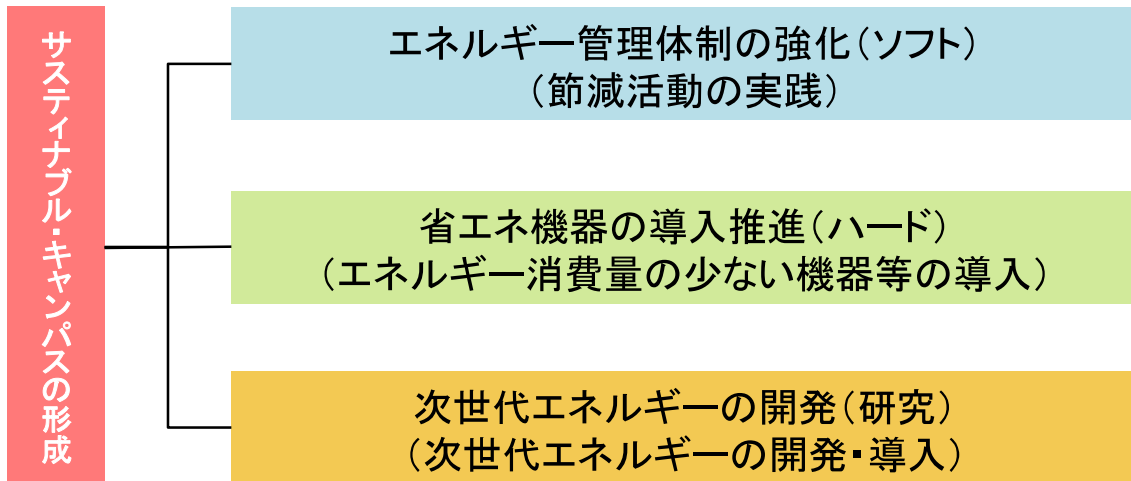 サスティナブル・キャンパスの形成
エネルギー管理体制の強化（ソフト）
（節減活動の実践）
省エネ機器の導入推進（ハード）
（エネルギー消費量の少ない機器等の導入）
次世代エネルギーの開発（研究）
（次世代エネルギーの開発・導入）